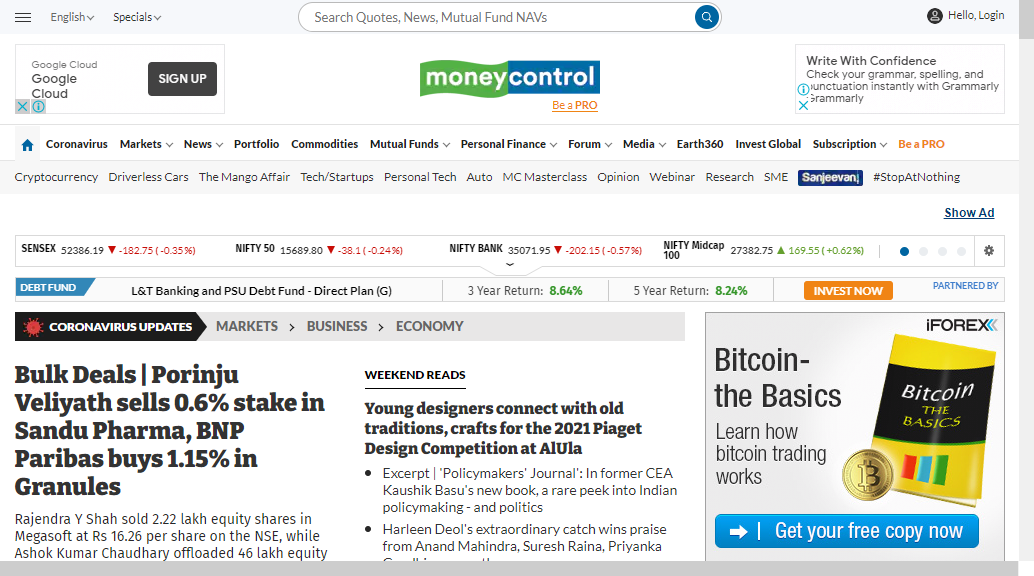 English
Specials
Search Quotes, News, Mutual Fund NAVs
Hello, Login
Google Cloud
Google
Cloud
SIGN UP
moneycontrol
Be a PRO
Write With Confidence
Check your grammar, spelling, and
punctuation instantly with Grammarly
Grammarly
Coronavirus
Markets
News
Portfolio
Commodities
Mutual Funds
Personal Finance
Forum
Media
Earth360
Invest Global
Subscription
Be a PRO
Cryptocurrency
Driverless Cars
The Mango Affair
Tech/Startups
Personal Tech
Auto
MC Masterclass
Opinion
Webinar
Research
SME
Sanjeevani
#StopAtNothing
Show Ad
SENSEX 52386.19 ▼ -182.75 ( -0.35%)
NIFTY 50 15689.80 ▼ -38.1 ( -0.24%)
NIFTY BANK 35071.95 ▼ -202.15 ( -0.57%)
NIFTY Midcap
100
27382.75 ▲ 169.55 ( +0.62%)
DEBT FUND
L&T Banking and PSU Debt Fund - Direct Plan (G)
3 Year Return: 8.64%
5 Year Return: 8.24%
INVEST NOW
PARTNERED BY
CORONAVIRUS UPDATES
MARKETS > BUSINESS > ECONOMY
Bulk Deals | Porinju
Veliyath sells 0.6% stake in
Sandu Pharma, BNP
Paribas buys 1.15% in
Granules
Rajendra Y Shah sold 2.22 lakh equity shares in
Megasoft at Rs 16.26 per share on the NSE, while
Ashok Kumar Chaudhary offloaded 46 lakh equity
WEEKEND READS
Young designers connect with old
traditions, crafts for the 2021 Piaget
Design Competition at AlUla
• Excerpt | 'Policymakers' Journal': In former CEA
Kaushik Basu's new book, a rare peek into Indian
policymaking - and politics
• Harleen Deol's extraordinary catch wins praise
from Anand Mahindra, Suresh Raina, Priyanka
iFOREX
Bitcoin-
the Basics
Learn how
bitcoin trading
works
Bitcoin
THE
BASICS
Get your free copy now